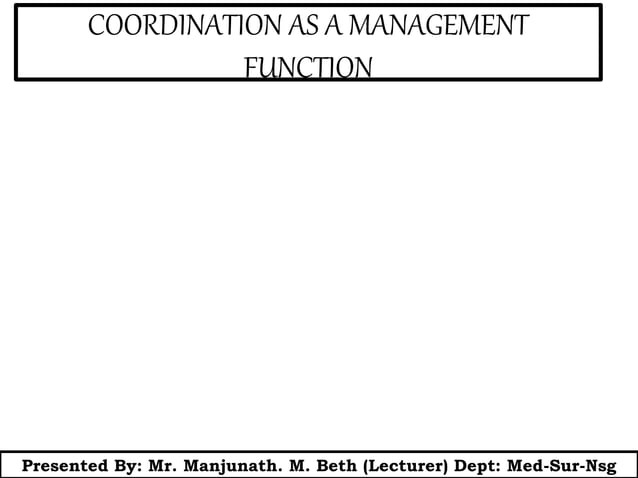 COORDINATION AS A MANAGEMENT
FUNCTION
Presented By: Mr. Manjunath. M. Beth (Lecturer) Dept: Med-Sur-Nsg